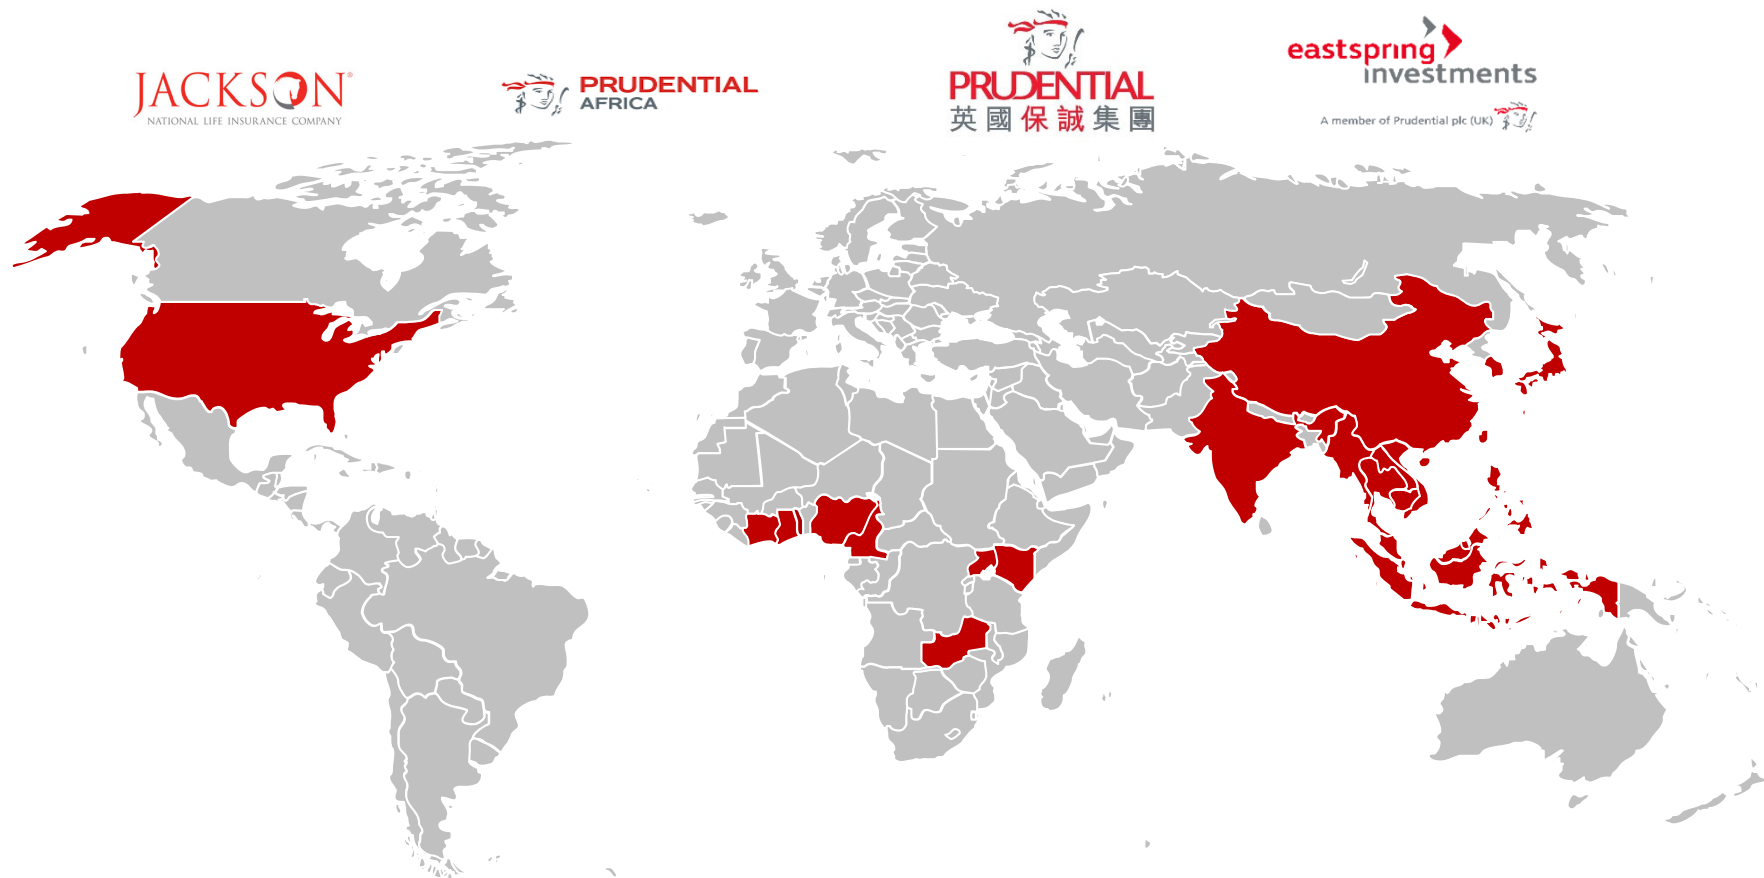 JACKSON®
NATIONAL LIFE INSURANCE COMPANY
PRUDENTIAL
AFRICA
PRUDENTIAL
英國保誠集團
eastspring
investments
A member of Prudential plc (UK)